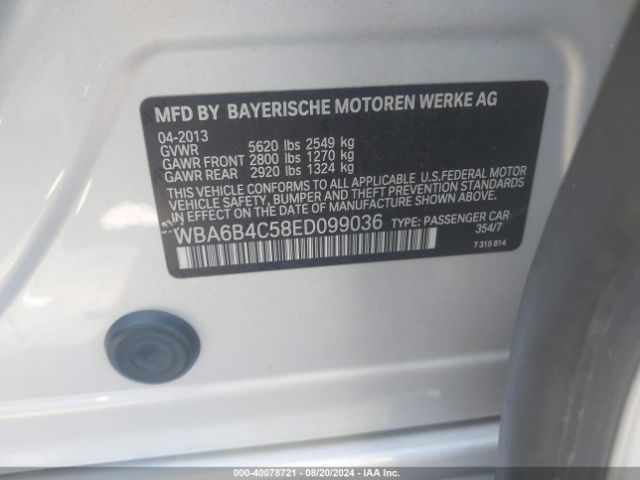 MFD BY BAYERISCHE MOTOREN WERKE AG
04-2013
GVWR 5620 lbs 2549 kg
GAWR FRONT 2800 lbs 1270 kg
GAWR REAR 2920 lbs 1324 kg
THIS VEHICLE CONFORMS TO ALL APPLICABLE U.S.FEDERAL MOTOR
VEHICLE SAFETY, BUMPER AND THEFT PREVENTION STANDARDS
IN EFFECT ON THE DATE OF MANUFACTURE SHOWN ABOVE.
WBA6B4C58ED099036 TYPE: PASSENGER CAR
354/7
7 315 814
000-40078721 - 08/20/2024 - IAA Inc.